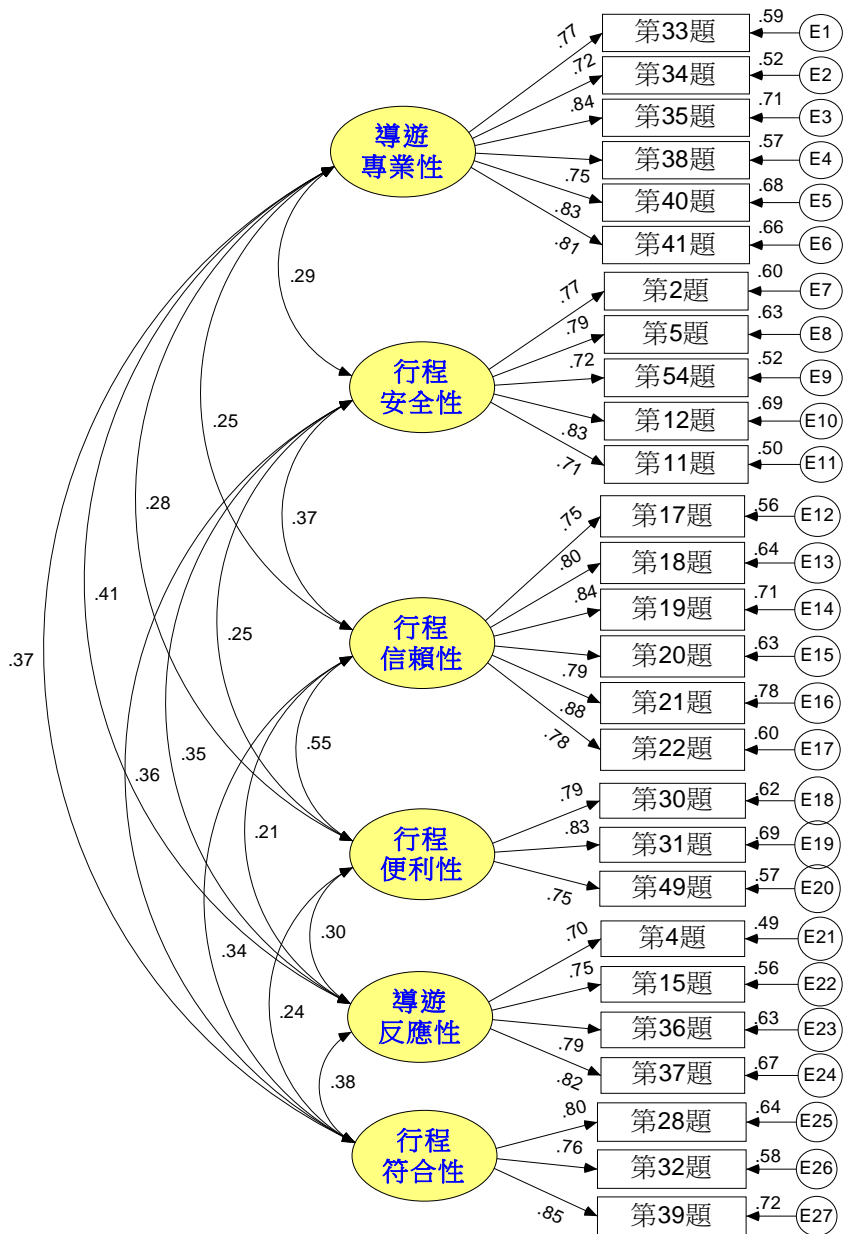 .77 第33題 .59 E1
.72 第34題 .52 E2
.84 第35題 .71 E3
導遊
專業性
第38題 .57 E4
.75 第40題 .68 E5
.83
.81 第41題 .66 E6
.29
.77 第2題 .60 E7
.79 第5題 .63 E8
行程
安全性
.72 第54題 .52 E9
第12題 .69 E10
.83
.71 第11題 .50 E11
.25
.37
.28
.75 第17題 .56 E12
.80 第18題 .64 E13
.41
.84 第19題 .71 E14
行程
信賴性
.25
.37
第20題 .63 E15
.79 第21題 .78 E16
.88
.78 第22題 .60 E17
.55
.35
.36
.79 第30題 .62 E18
.21
.83 第31題 .69 E19
行程
便利性
.75 第49題 .57 E20
.30
.34
.70 第4題 .49 E21
.75 第15題 .56 E22
.24
導遊
反應性
第36題 .63 E23
.79
.82 第37題 .67 E24
.38
.80 第28題 .64 E25
.76 第32題 .58 E26
行程
符合性
.85 第39題 .72 E27